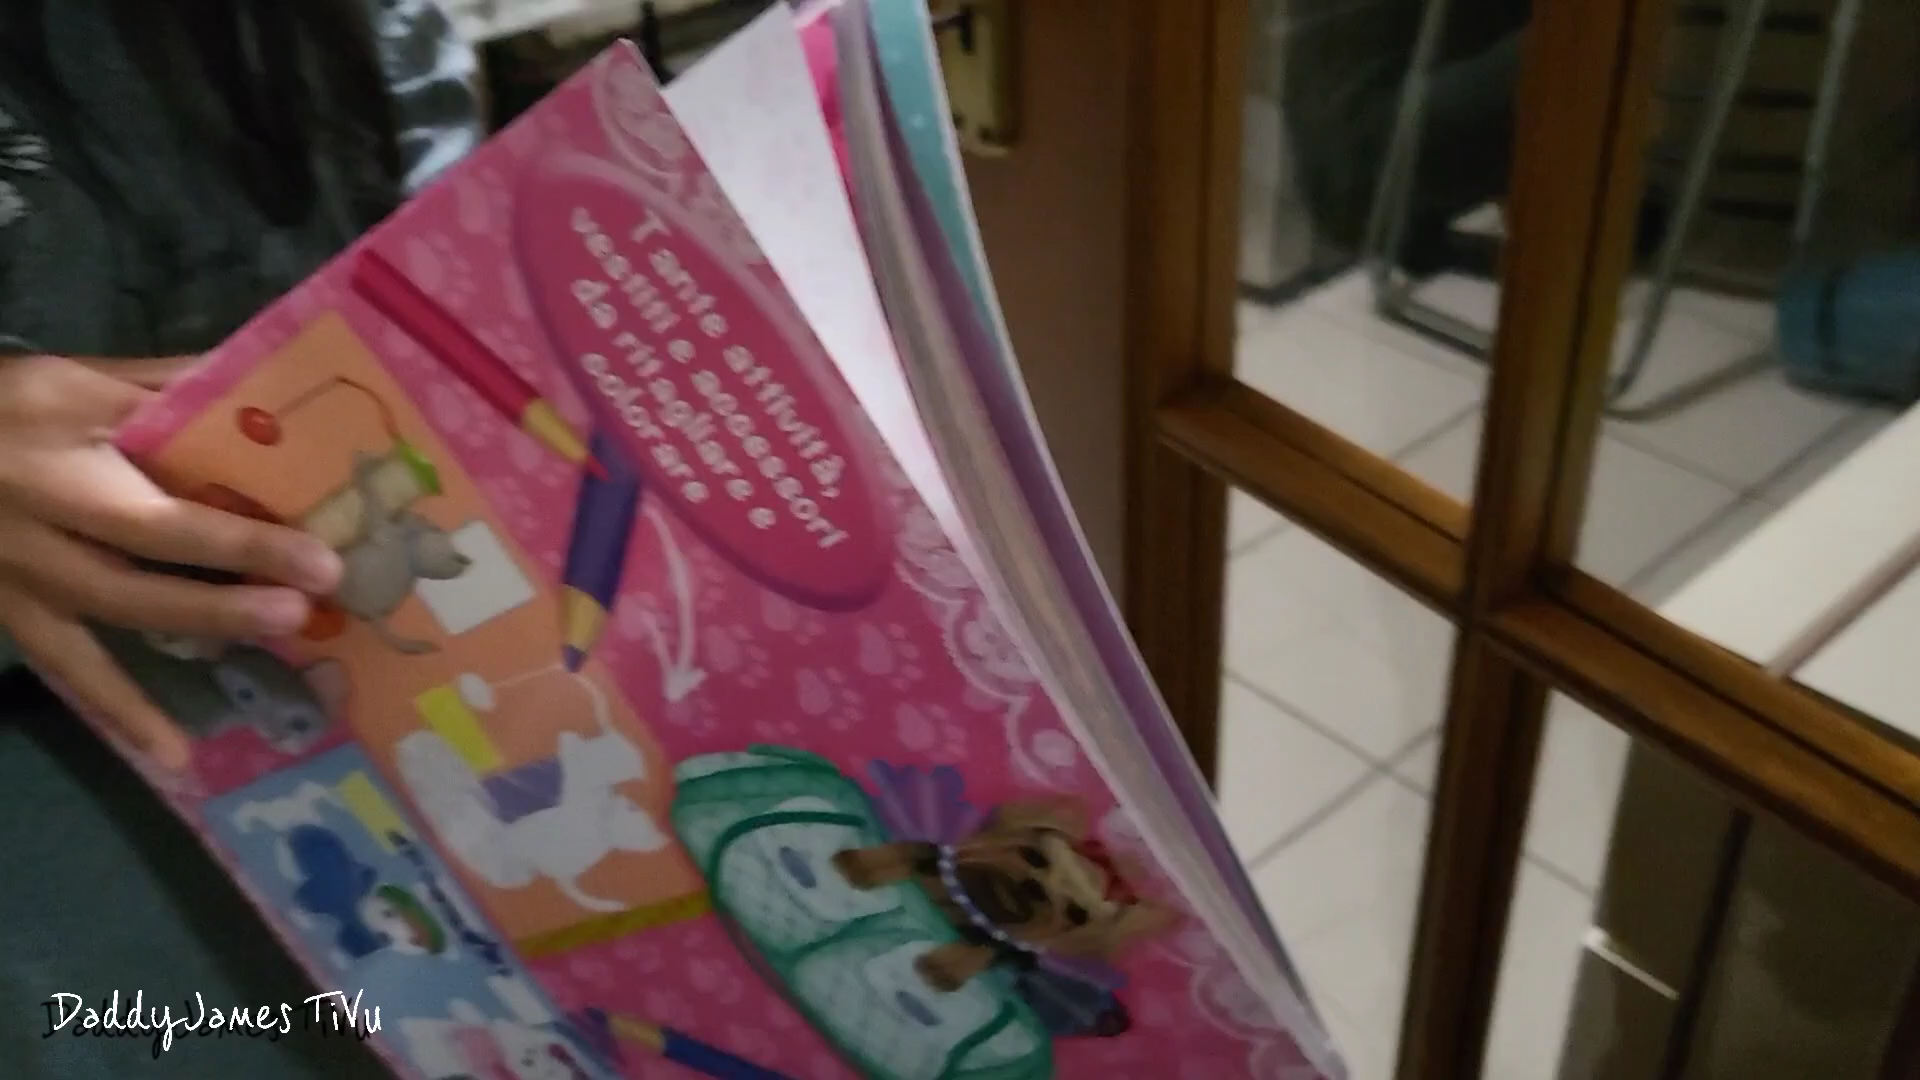 Tante attività,
vestiti e accessori
da ritagliare e
colorare
DaddyJames TiVu